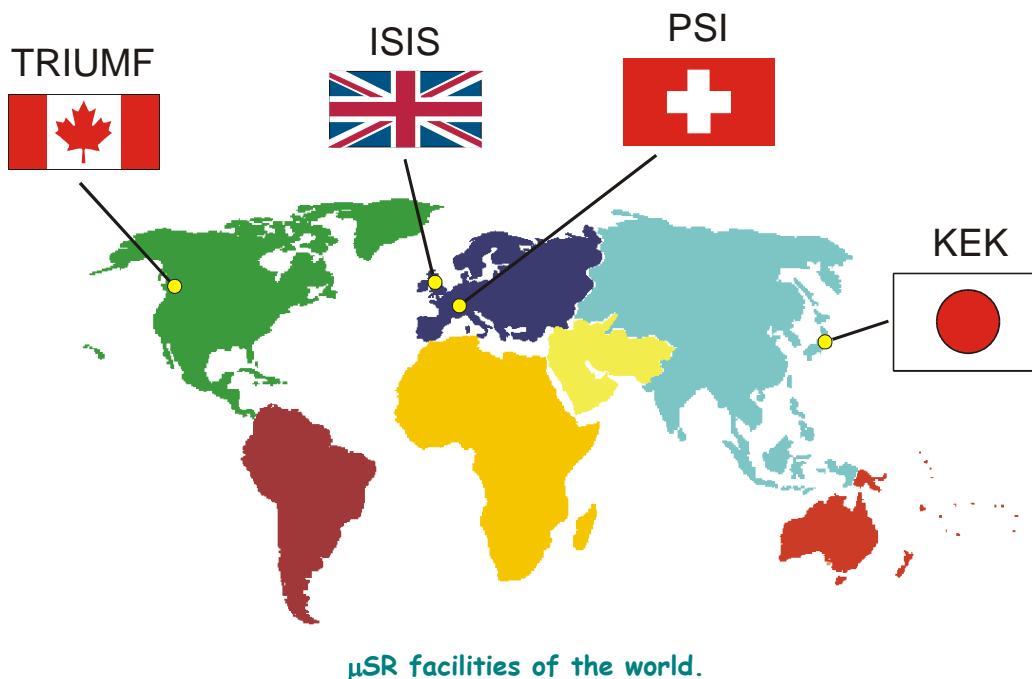 TRIUMF
ISIS
PSI
KEK
μSR facilities of the world.